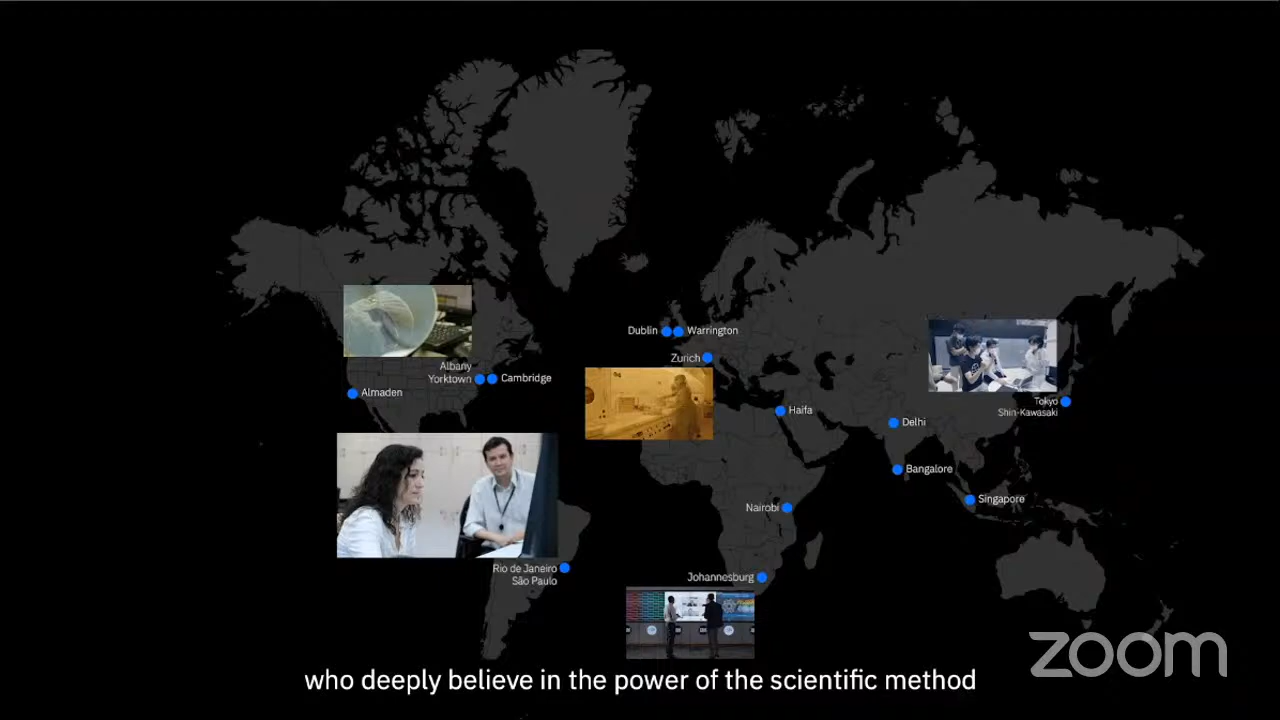 Dublin
Warrington
Zurich
Albany
Yorktown
Cambridge
Almaden
Haifa
Tokyo
Shin-Kawasaki
Delhi
Bangalore
Singapore
Nairobi
Rio de Janeiro
São Paulo
Johannesburg
zoom
who deeply believe in the power of the scientific method